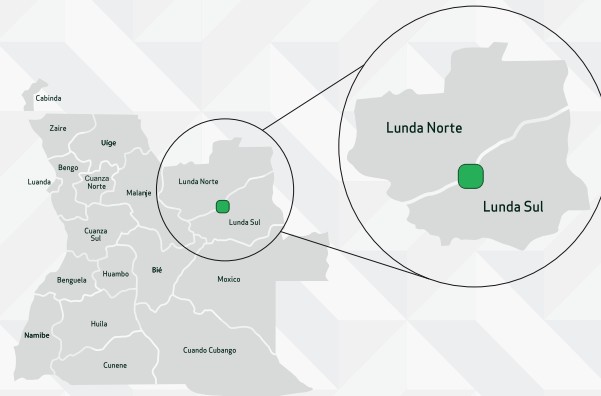 Cabinda
Zaire
Uíge
Bengo
Luanda
Cuanza
Norte
Malanje
Lunda Norte
Lunda Sul
Cuanza
Sul
Benguela
Huambo
Bié
Moxico
Namibe
Huíla
Cuando Cubango
Cunene
Lunda Norte
Lunda Sul